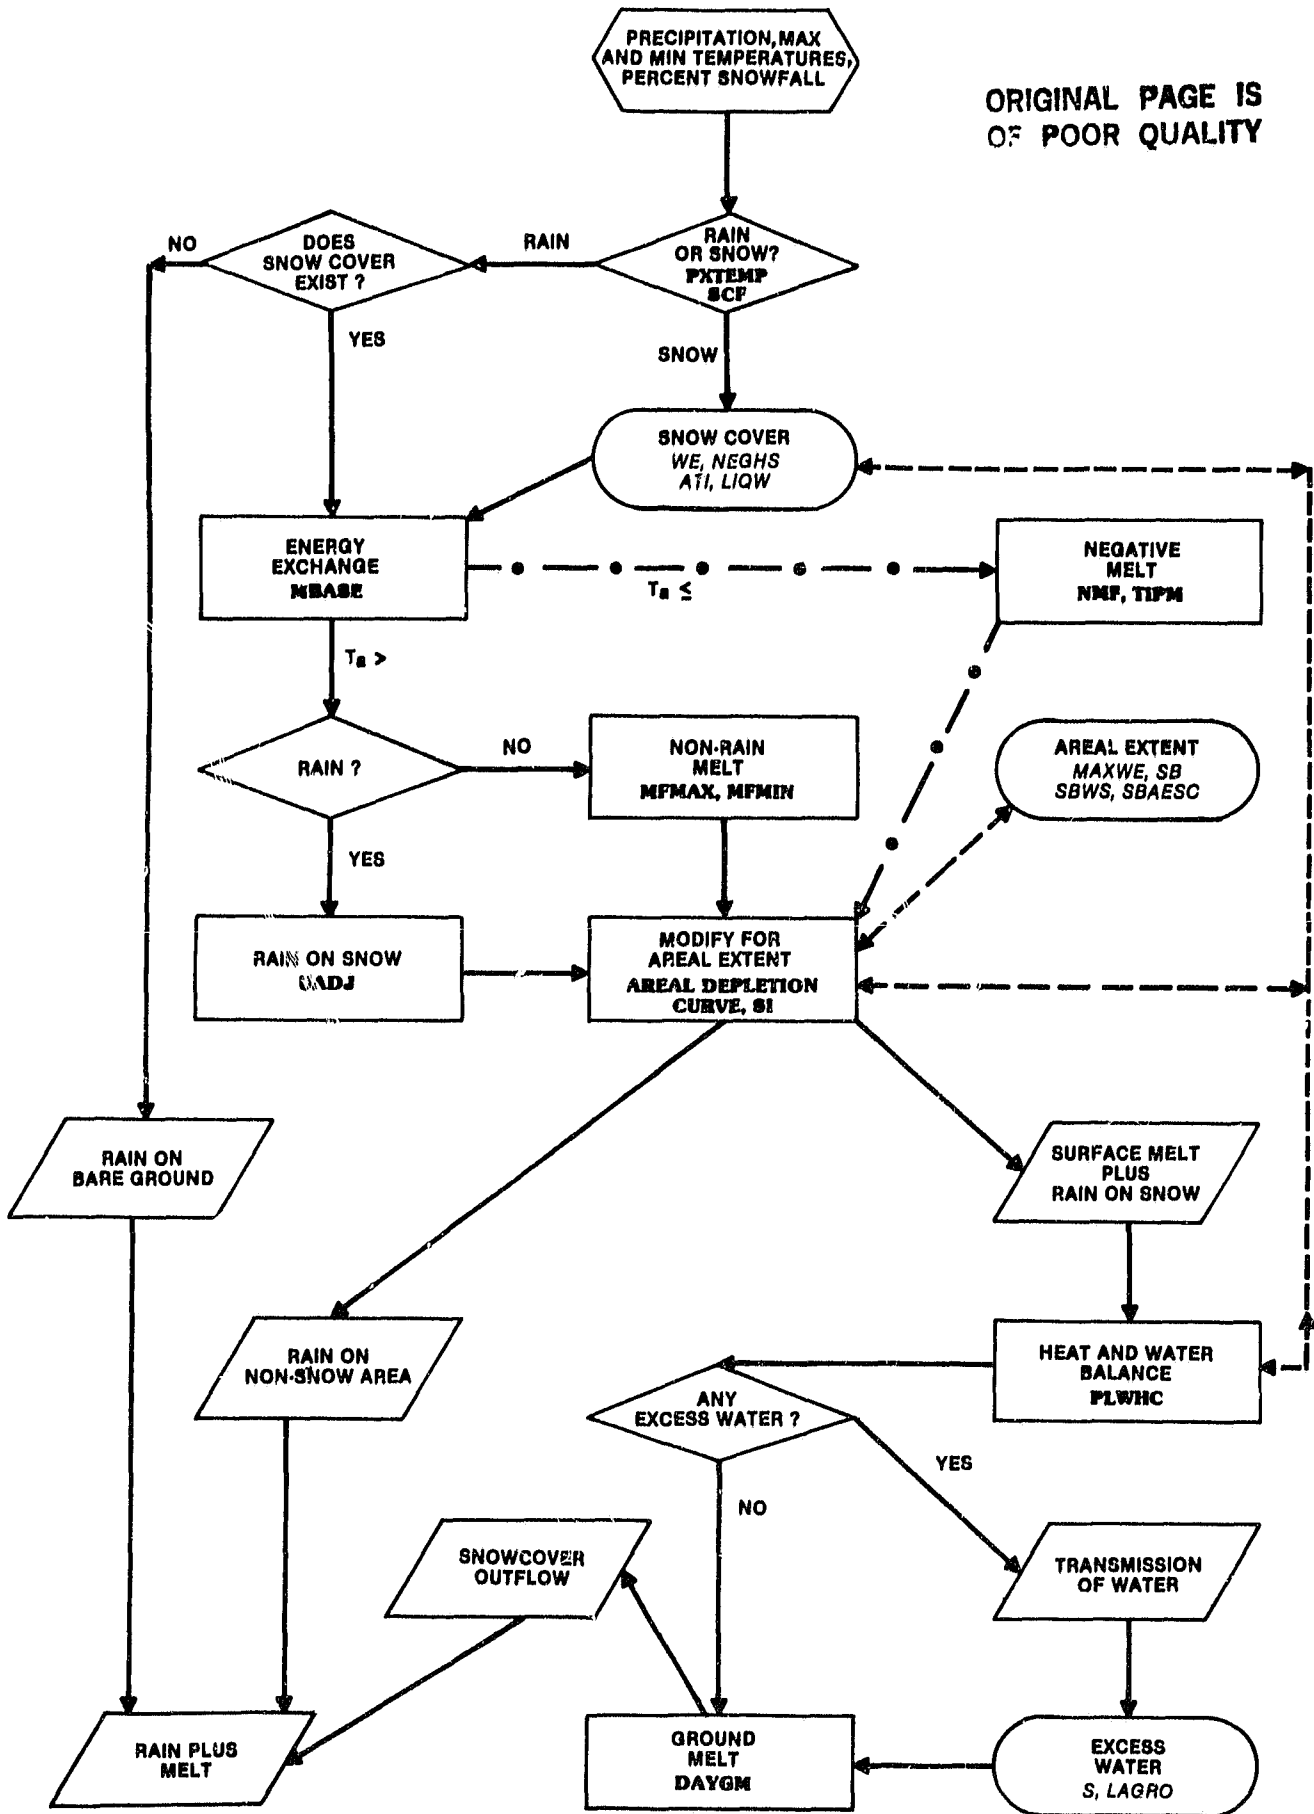 PRECIPITATION, MAX
AND MIN TEMPERATURES,
PERCENT SNOWFALL
ORIGINAL PAGE IS
OF POOR QUALITY
RAIN
OR SNOW?
PXTEMP
SCF
RAIN
DOES
SNOW COVER
EXIST ?
NO
YES
SNOW
SNOW COVER
WE, NEGHS
ATI, LIQW
ENERGY
EXCHANGE
MBASE
Ta ≤
NEGATIVE
MELT
NMF, TIPM
Ta >
RAIN ?
NO
NON-RAIN
MELT
MFMAX, MFMIN
AREAL EXTENT
MAXWE, SB
SBWS, SBAESC
YES
RAIN ON SNOW
UADJ
MODIFY FOR
AREAL EXTENT
AREAL DEPLETION
CURVE, SI
RAIN ON
BARE GROUND
SURFACE MELT
PLUS
RAIN ON SNOW
RAIN ON
NON-SNOW AREA
HEAT AND WATER
BALANCE
PLWHC
ANY
EXCESS WATER ?
YES
NO
SNOWCOVER
OUTFLOW
TRANSMISSION
OF WATER
RAIN PLUS
MELT
GROUND
MELT
DAYGM
EXCESS
WATER
S, LAGRO